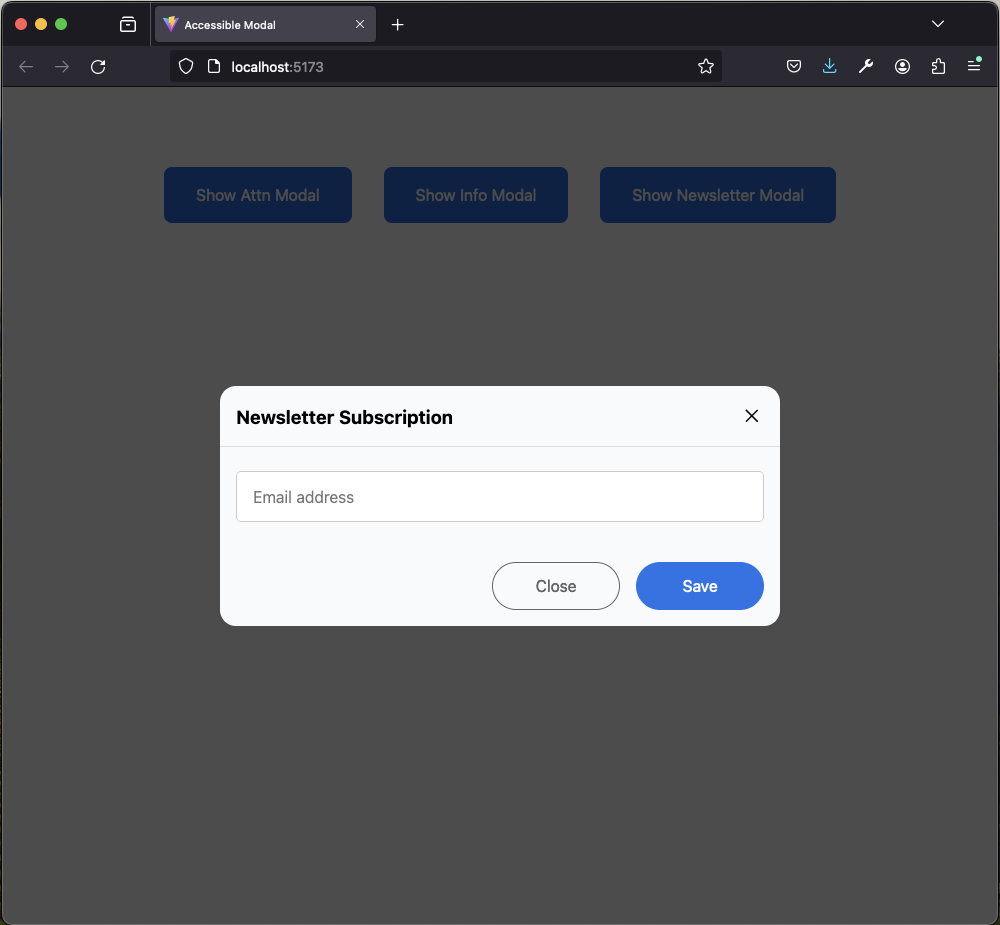 Accessible Modal
localhost:5173
Show Attn Modal
Show Info Modal
Show Newsletter Modal
Newsletter Subscription
Email address
Close
Save